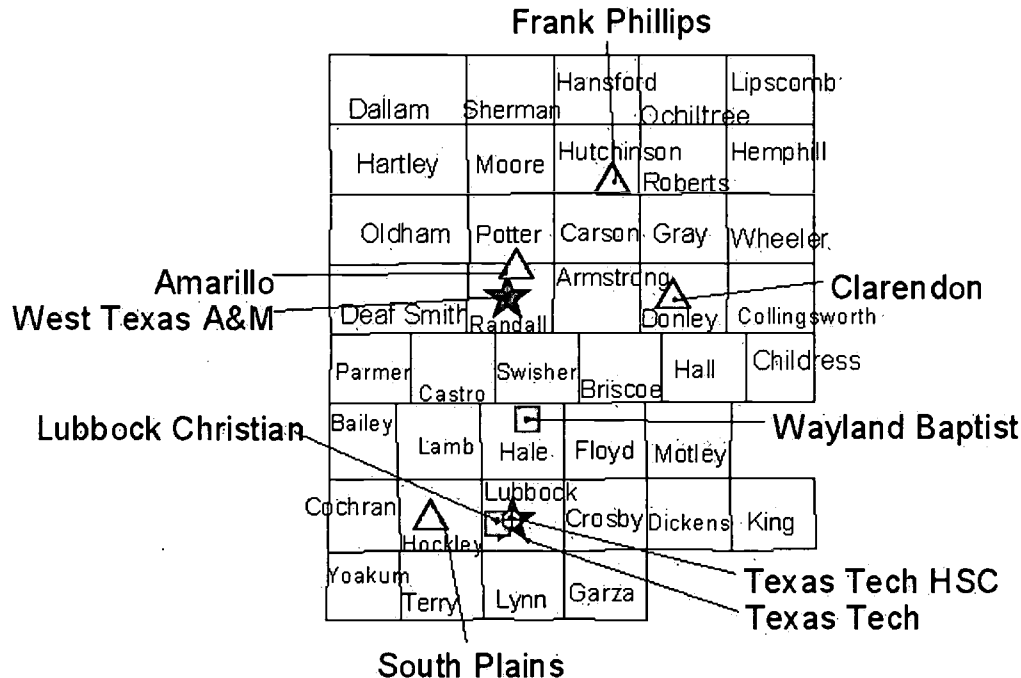 Frank Phillips
Hansford
Lipscomb
Dallam
Sherman
Ochiltree
Hartley
Moore
Hutchinson
Roberts
Hemphill
Oldham
Potter
Carson
Gray
Wheeler
Amarillo
West Texas A&M
Armstrong
Clarendon
Deaf Smith
Randall
Donley
Collingsworth
Parmer
Castro
Swisher
Briscoe
Hall
Childress
Lubbock Christian
Bailey
Lamb
Hale
Floyd
Motley
Wayland Baptist
Cochran
Hockley
Lubbock
Crosby
Dickens
King
Yoakum
Terry
Lynn
Garza
Texas Tech HSC
Texas Tech
South Plains